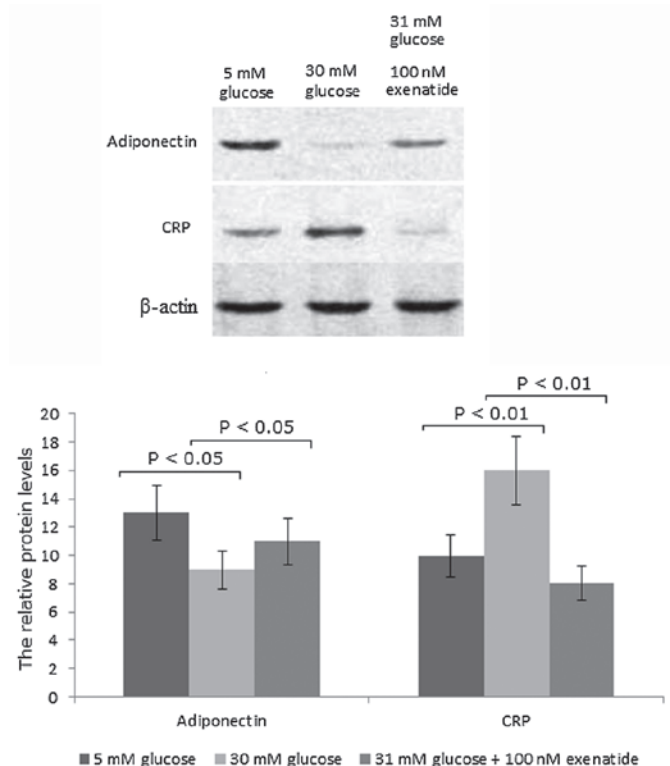 31 mM
glucose
5 mM
glucose
30 mM
glucose
100 nM
exenatide
Adiponectin
CRP
β-actin
The relative protein levels
20
18
16
14
12
10
8
6
4
2
0
P < 0.05
P < 0.05
P < 0.01
P < 0.01
Adiponectin
CRP
5 mM glucose
30 mM glucose
31 mM glucose + 100 nM exenatide